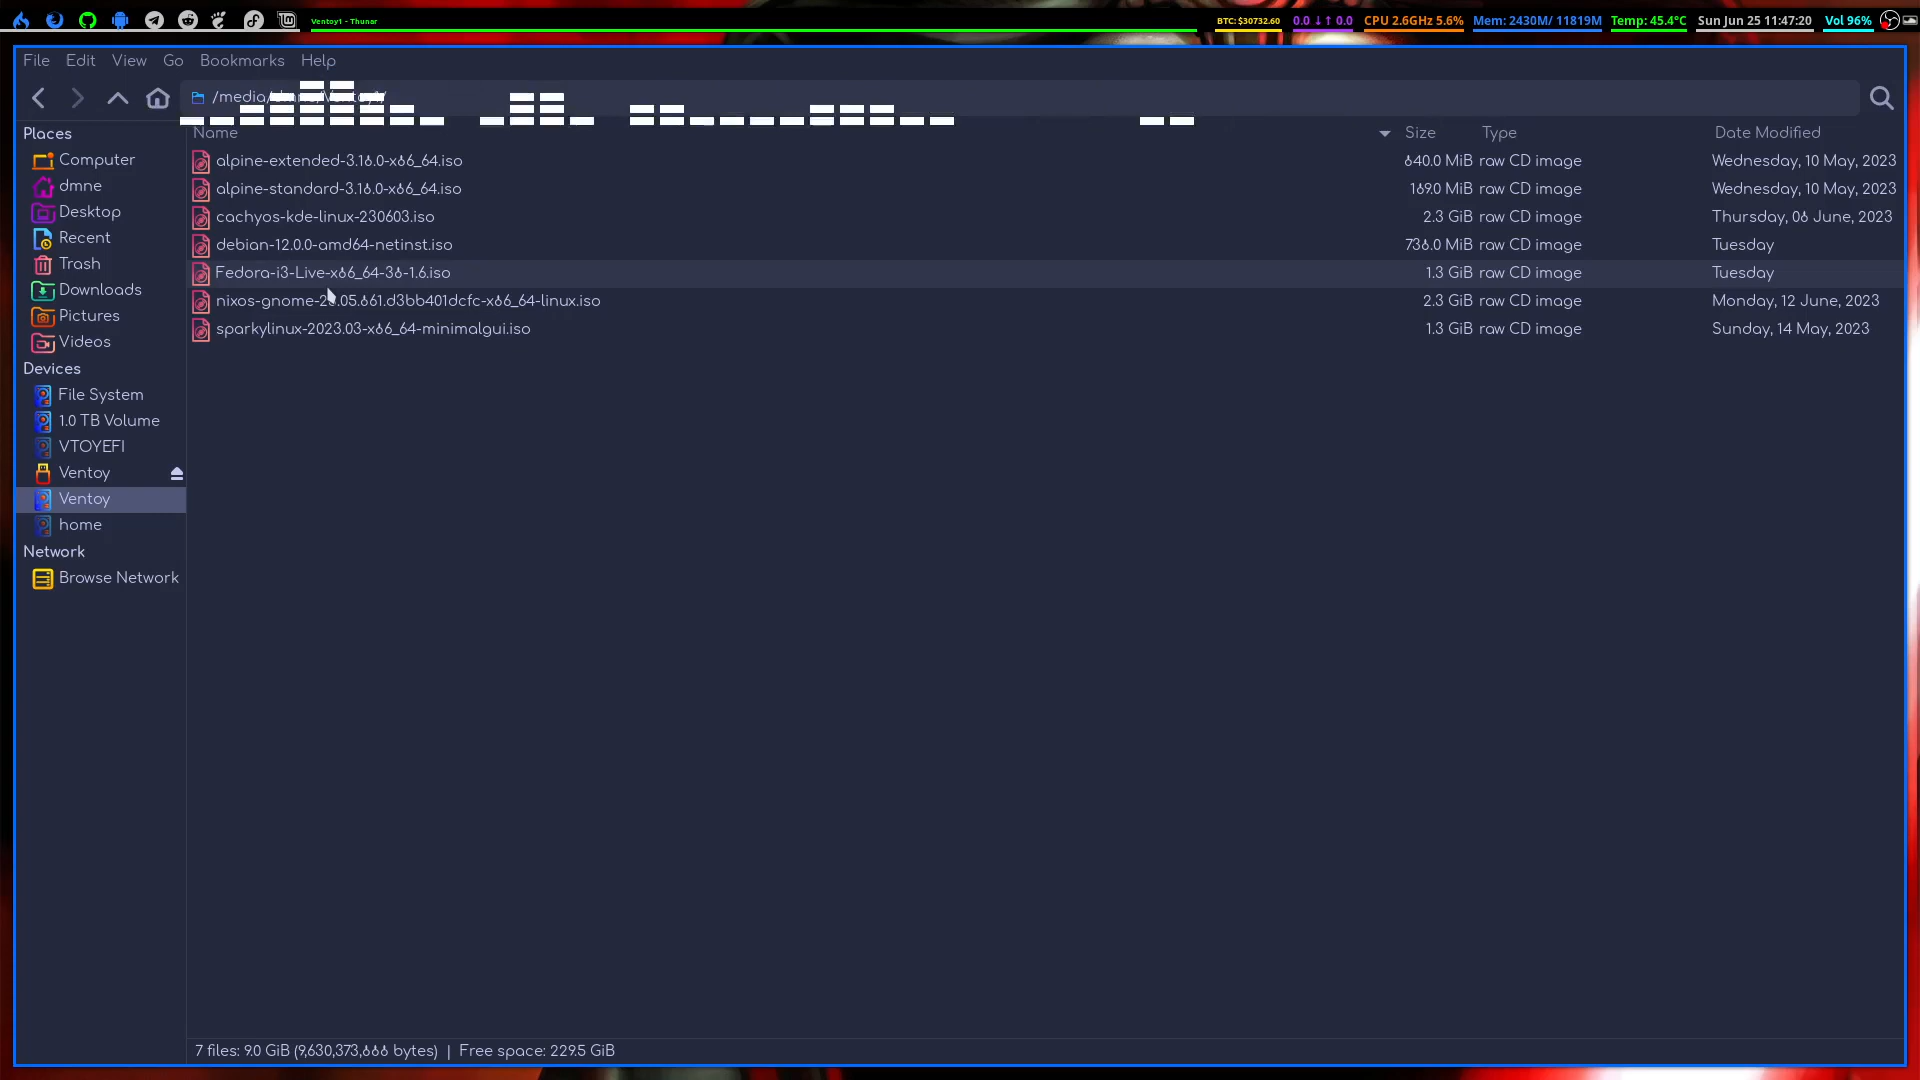 Ventoy1 - Thunar
BTC: $30732.60
0.0 ↓↑ 0.0
CPU 2.6GHz 5.6%
Mem: 2430M/ 11819M
Temp: 45.4°C
Sun Jun 25 11:47:20
Vol 96%
File Edit View Go Bookmarks Help
/media/dmne/Ventoy1/
Places
Computer
dmne
Desktop
Recent
Trash
Downloads
Pictures
Videos
Devices
File System
1.0 TB Volume
VTOYEFI
Ventoy
Ventoy
home
Network
Browse Network
Name Size Type Date Modified
alpine-extended-3.18.0-x86_64.iso 840.0 MiB raw CD image Wednesday, 10 May, 2023
alpine-standard-3.18.0-x86_64.iso 189.0 MiB raw CD image Wednesday, 10 May, 2023
cachyos-kde-linux-230603.iso 2.3 GiB raw CD image Thursday, 08 June, 2023
debian-12.0.0-amd64-netinst.iso 738.0 MiB raw CD image Tuesday
Fedora-i3-Live-x86_64-38-1.6.iso 1.3 GiB raw CD image Tuesday
raw CD image 2.3 GiB Monday, 12 June, 2023
sparkylinux-2023.03-x86_64-minimalgui.iso 1.3 GiB raw CD image Sunday, 14 May, 2023
7 files: 9.0 GiB (9,630,373,888 bytes) | Free space: 229.5 GiB